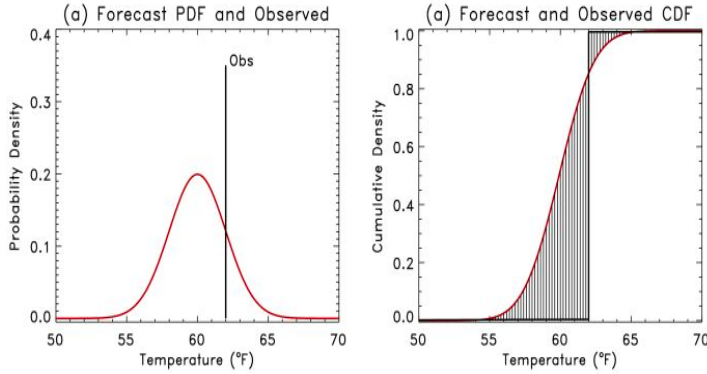 (a) Forecast PDF and Observed
0.4
0.3
0.2
0.1
0.0
Probability Density
Obs
50 55 60 65 70
Temperature (°F)
(a) Forecast and Observed CDF
1.0
0.8
0.6
0.4
0.2
0.0
Cumulative Density
50 55 60 65 70
Temperature (°F)